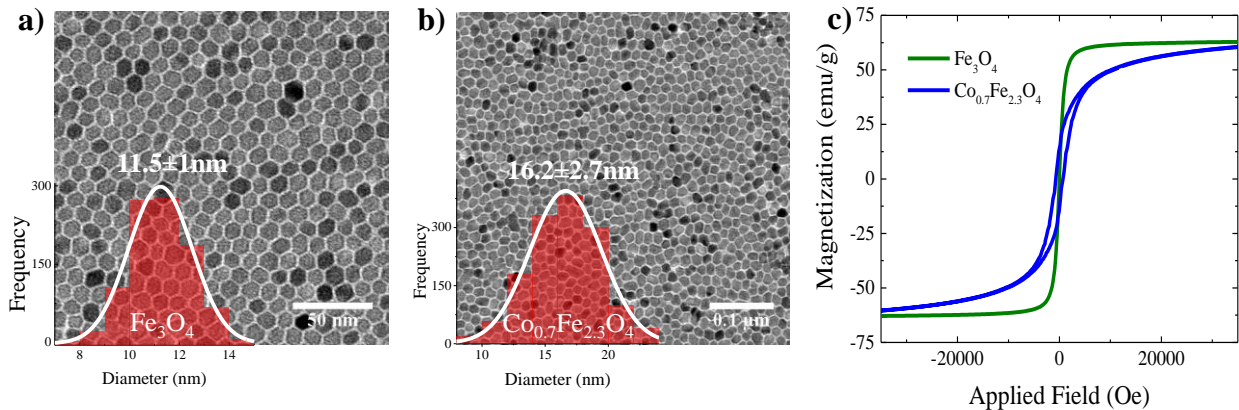 a)
11.5±1nm
300
150
0
Frequency
Fe₃O₄
50 nm
8 10 12 14
Diameter (nm)
b)
16.2±2.7nm
300
150
0
Frequency
Co₀.₇Fe₂.₃O₄
0.1 μm
10 15 20
Diameter (nm)
c)
Fe₃O₄
Co₀.₇Fe₂.₃O₄
75
50
25
0
-25
-50
-75
Magnetization (emu/g)
-20000 0 20000
Applied Field (Oe)